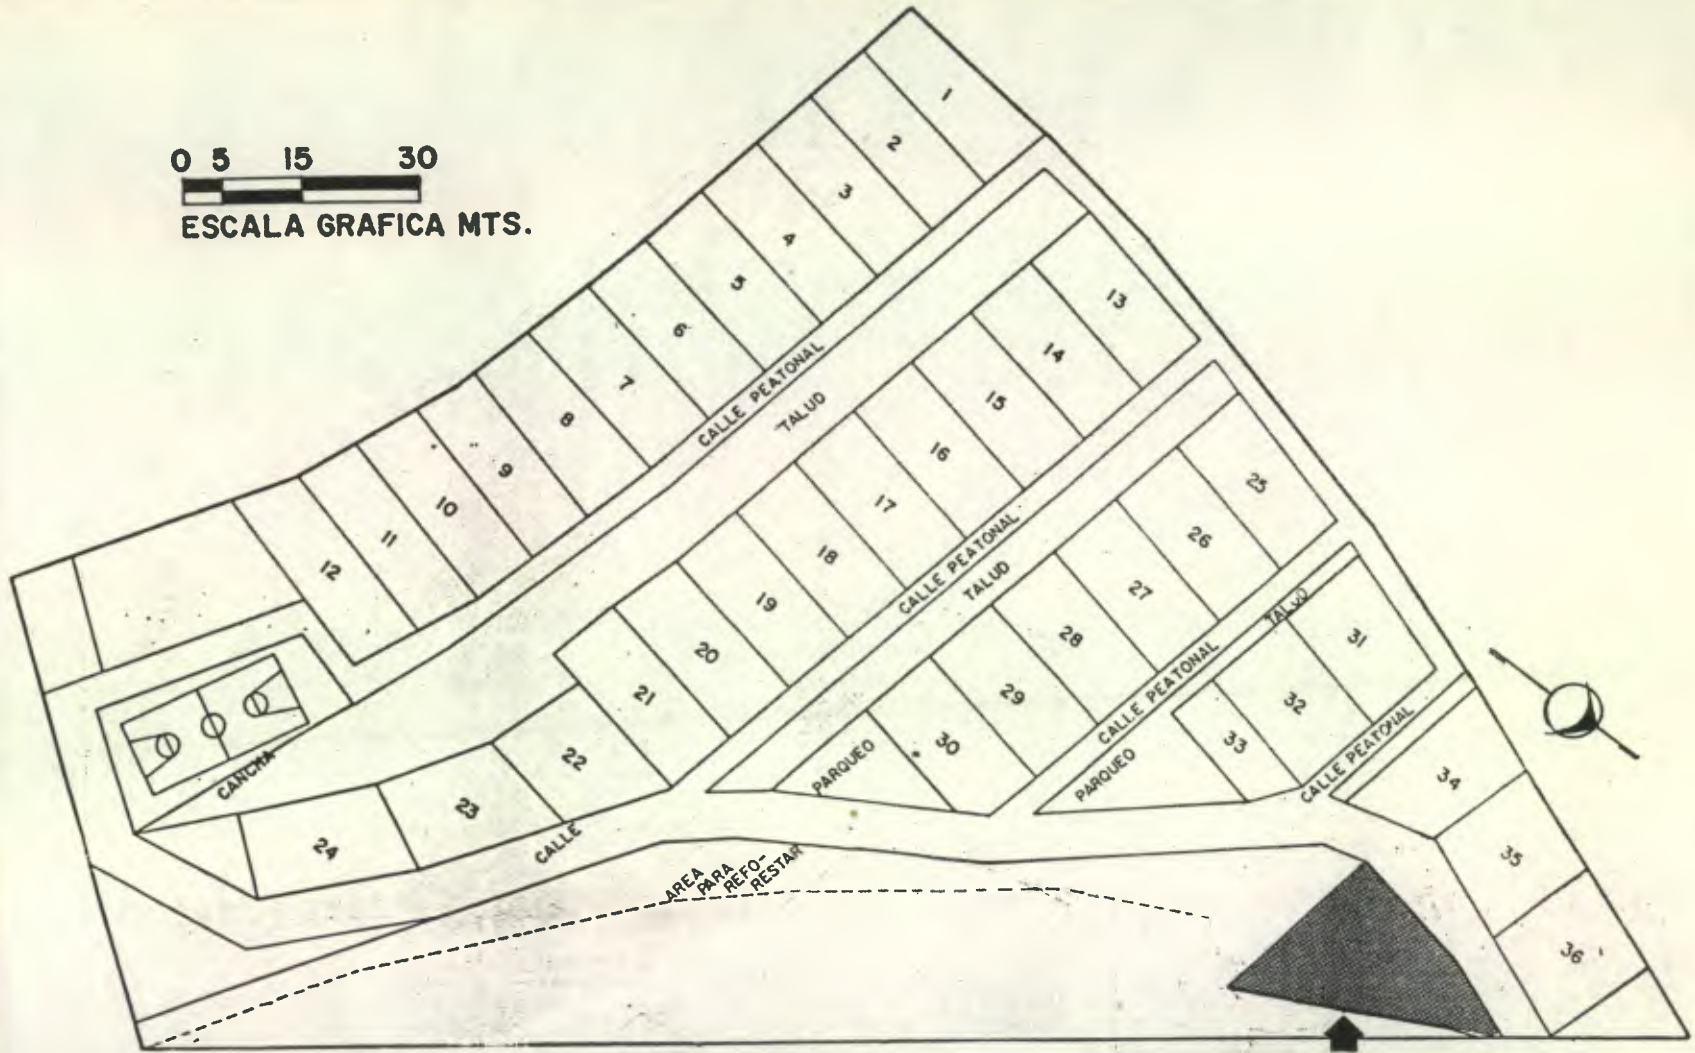 0 5 15 30
ESCALA GRAFICA MTS.
1
2
3
4
5
6
7
8
9
10
11
12
CALLE PEATONAL
TALUD
13
14
15
16
17
18
19
20
21
22
23
24
CALLE PEATONAL
TALUD
25
26
27
28
29
30
PARQUEO
CALLE PEATONAL
TALUD
31
32
33
PARQUEO
CALLE PEATONAL
34
35
36
CANCHA
CALLE
AREA
PARA
REFO-
RESTAR